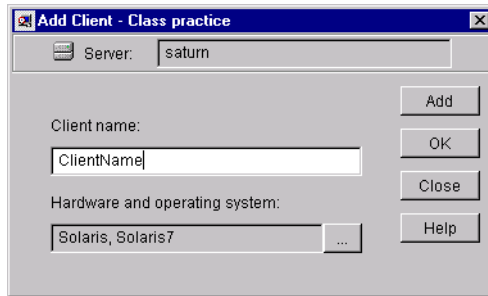 Add Client - Class practice
Server: saturn
Add
Client name:
OK
ClientName
Close
Hardware and operating system:
Help
Solaris, Solaris7 ...